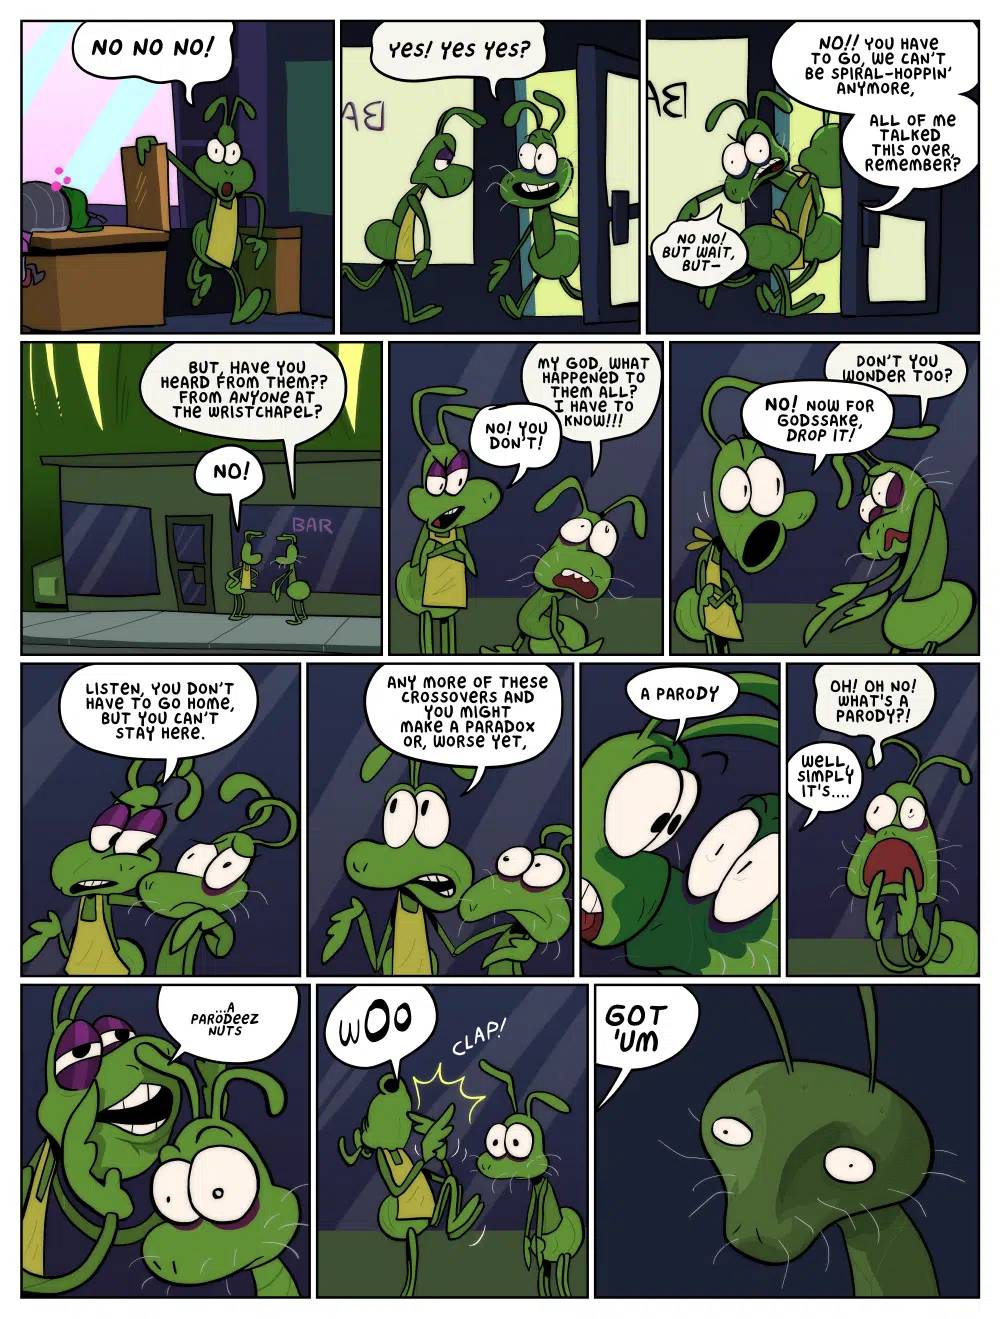 NO NO NO!
YES! YES YES?
BA
NO!! YOU HAVE
TO GO, WE CAN'T
BE SPIRAL-HOPPIN'
ANYMORE,
ALL OF ME
TALKED
THIS OVER,
REMEMBER?
NO NO!
BUT WAIT,
BUT-
BA
BUT, HAVE YOU
HEARD FROM THEM??
FROM ANYONE AT
THE WRISTCHAPEL?
NO!
BAR
MY GOD, WHAT
HAPPENED TO
THEM ALL?
I HAVE TO
KNOW!!!
NO! YOU
DON'T!
DON'T YOU
WONDER TOO?
NO! NOW FOR
GODSSAKE,
DROP IT!
LISTEN, YOU DON'T
HAVE TO GO HOME,
BUT YOU CAN'T
STAY HERE.
ANY MORE OF THESE
CROSSOVERS AND
YOU MIGHT
MAKE A PARADOX
OR, WORSE YET,
A PARODY
OH! OH NO!
WHAT'S A
PARODY?!
WELL,
SIMPLY
IT'S....
...A
PARODEEZ
NUTS
WOO
CLAP!
GOT
'UM